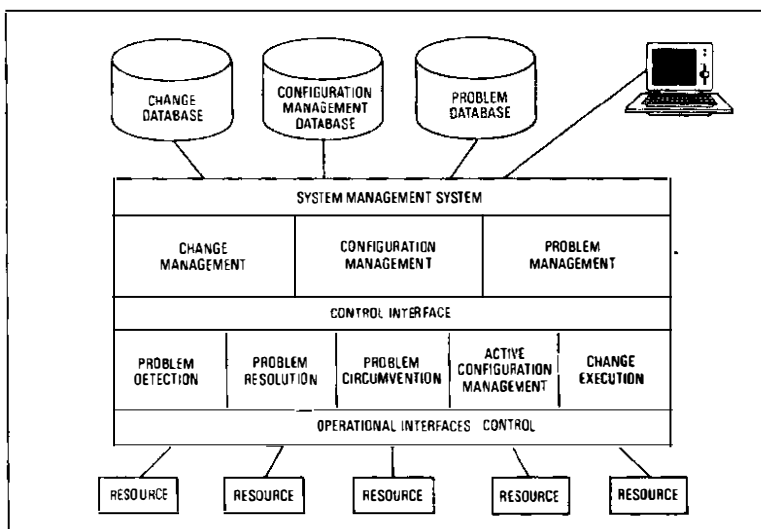 CHANGE
DATABASE
CONFIGURATION
MANAGEMENT
DATABASE
PROBLEM
DATABASE
SYSTEM MANAGEMENT SYSTEM
CHANGE
MANAGEMENT
CONFIGURATION
MANAGEMENT
PROBLEM
MANAGEMENT
CONTROL INTERFACE
PROBLEM
DETECTION
PROBLEM
RESOLUTION
PROBLEM
CIRCUMVENTION
ACTIVE
CONFIGURATION
MANAGEMENT
CHANGE
EXECUTION
OPERATIONAL INTERFACES CONTROL
RESOURCE
RESOURCE
RESOURCE
RESOURCE
RESOURCE